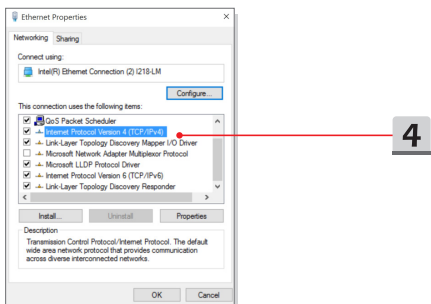 Ethernet Properties
Networking Sharing
Connect using:
Intel(R) Ethernet Connection (2) I218-LM
Configure...
This connection uses the following items:
QoS Packet Scheduler
Internet Protocol Version 4 (TCP/IPv4)
Link-Layer Topology Discovery Mapper I/O Driver
Microsoft Network Adapter Multiplexor Protocol
Microsoft LLDP Protocol Driver
Internet Protocol Version 6 (TCP/IPv6)
Link-Layer Topology Discovery Responder
4
Install... Uninstall Properties
Description
Transmission Control Protocol/Internet Protocol. The default
wide area network protocol that provides communication
across diverse interconnected networks.
OK Cancel